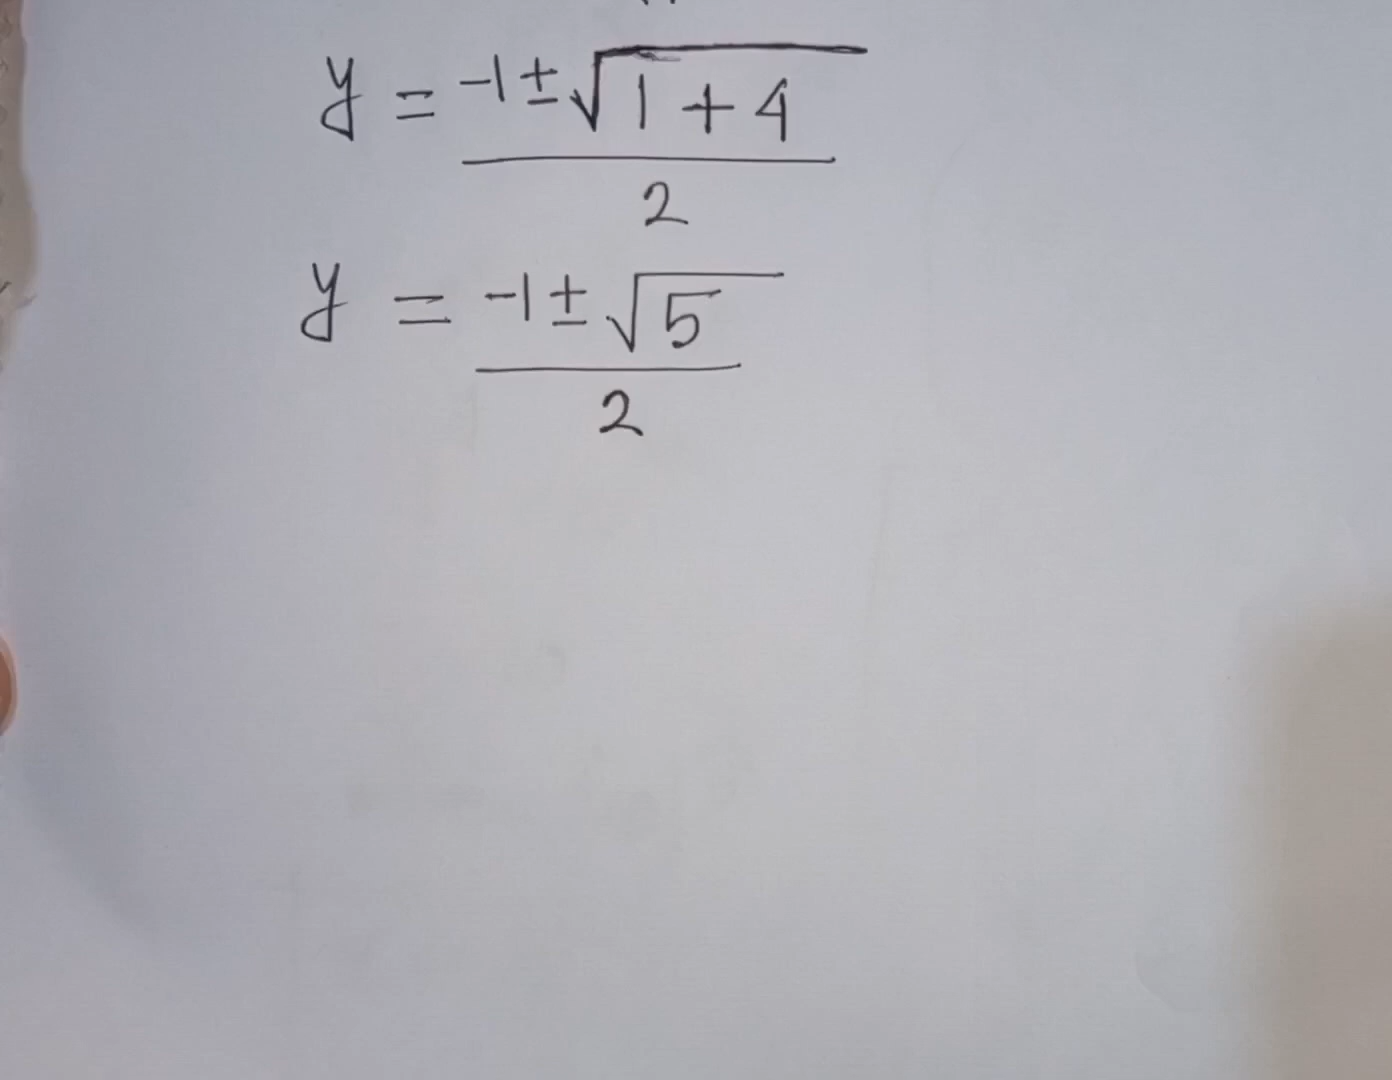 y = (-1 ± √(1 + 4)) / 2
y = (-1 ± √5) / 2